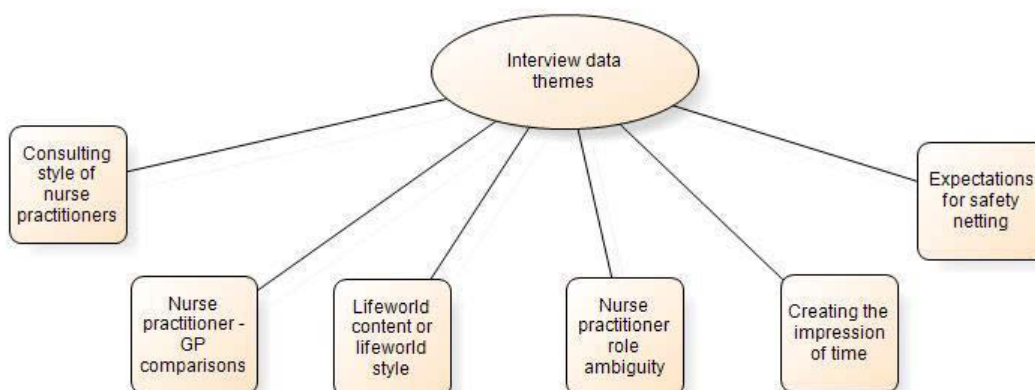 Interview data
themes
Consulting
style of
nurse
practitioners
Nurse
practitioner -
GP
comparisons
Lifeworld
content or
lifeworld
style
Nurse
practitioner
role
ambiguity
Creating the
impression
of time
Expectations
for safety
netting